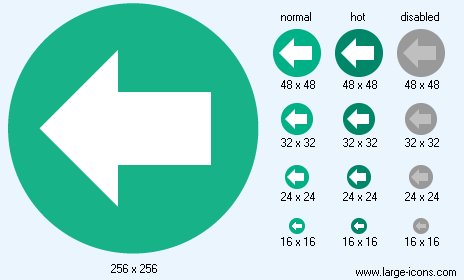 normal hot disabled
48 x 48 48 x 48 48 x 48
32 x 32 32 x 32 32 x 32
24 x 24 24 x 24 24 x 24
16 x 16 16 x 16 16 x 16
256 x 256
www.large-icons.com